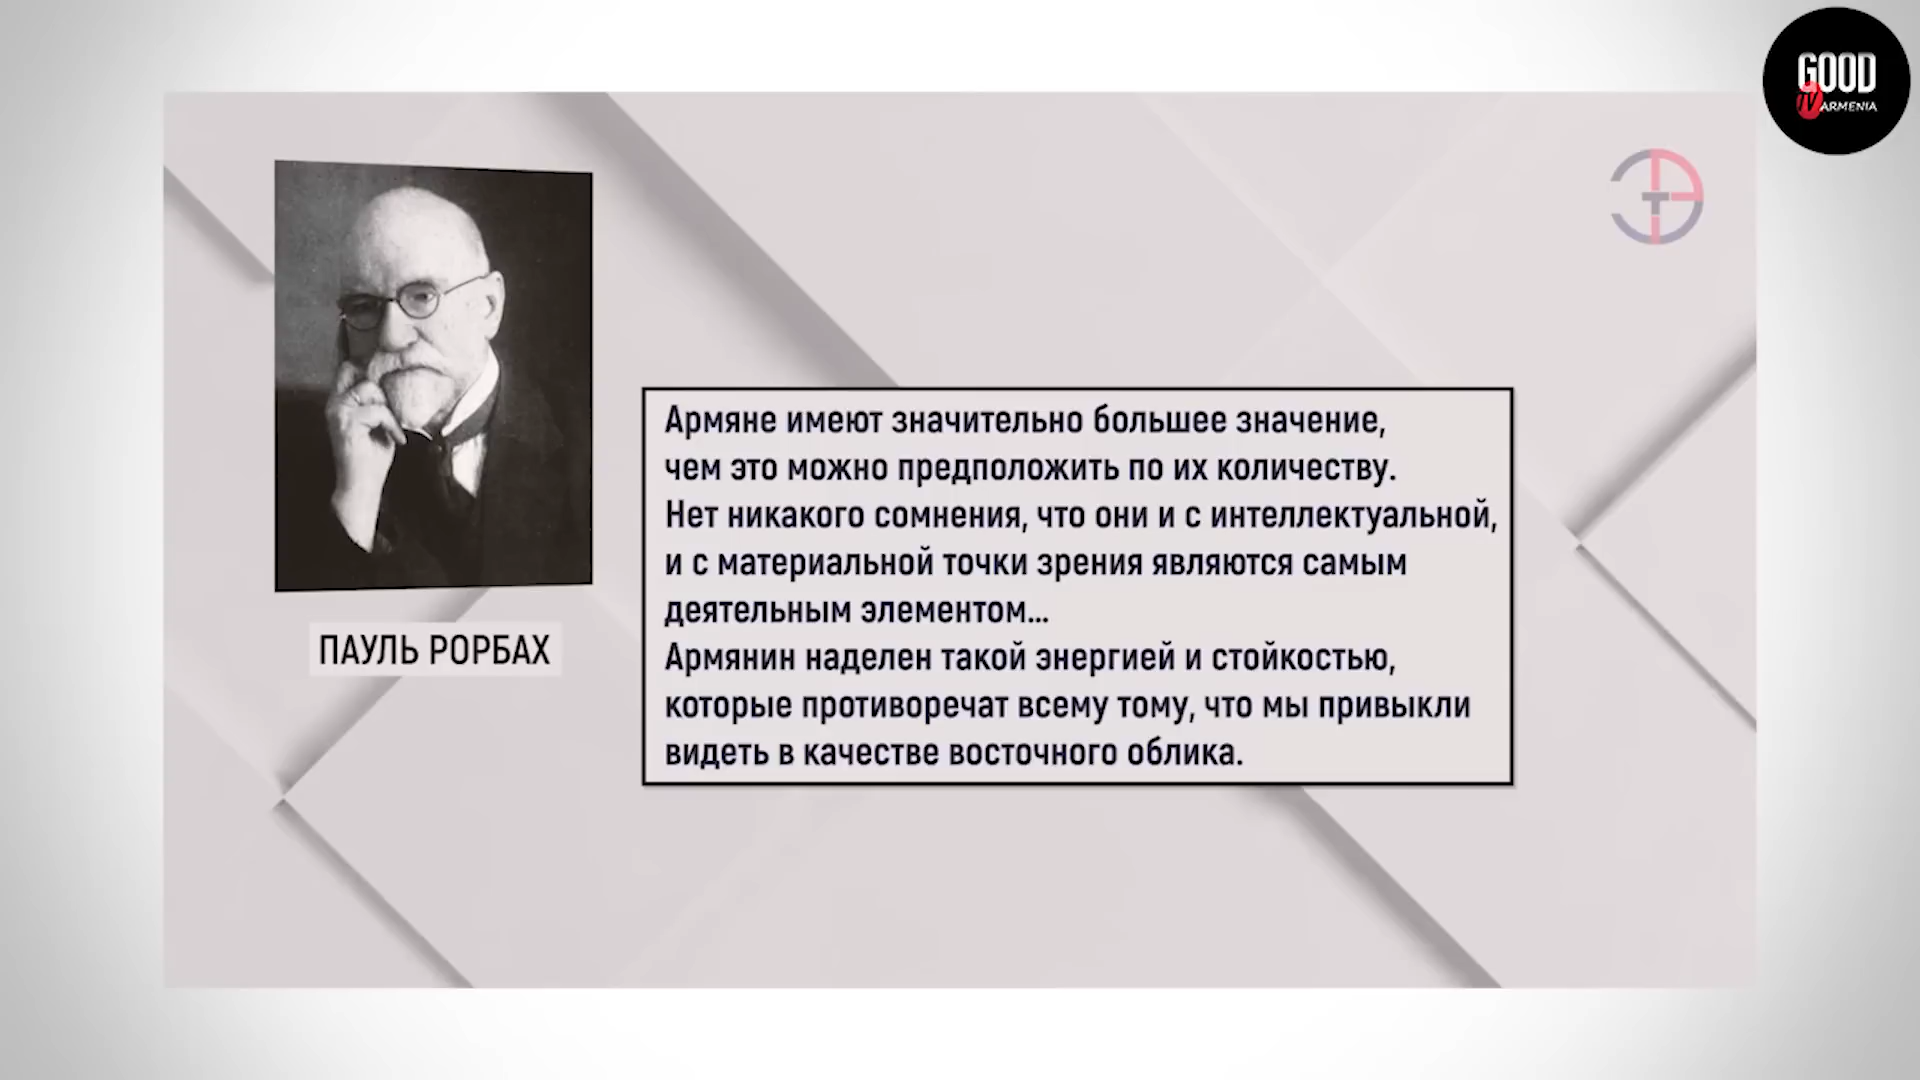 GOOD
TV ARMENIA
Армяне имеют значительно большее значение,
чем это можно предположить по их количеству.
Нет никакого сомнения, что они и с интеллектуальной,
и с материальной точки зрения являются самым
деятельным элементом...
Армянин наделен такой энергией и стойкостью,
которые противоречат всему тому, что мы привыкли
видеть в качестве восточного облика.
ПАУЛЬ РОРБАХ